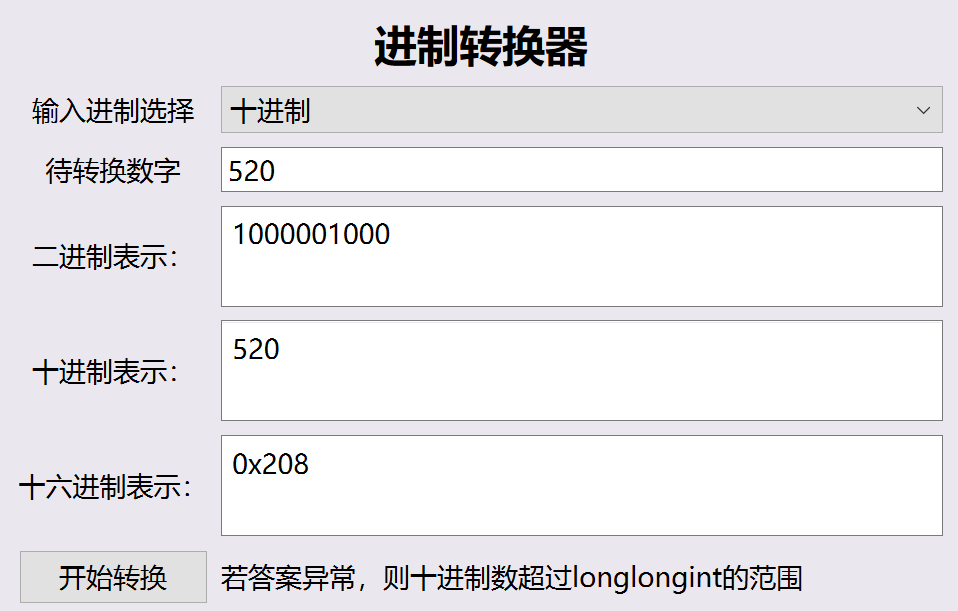 进制转换器
输入进制选择 十进制
待转换数字 520
二进制表示： 1000001000
十进制表示： 520
十六进制表示： 0x208
开始转换 若答案异常，则十进制数超过longlongint的范围